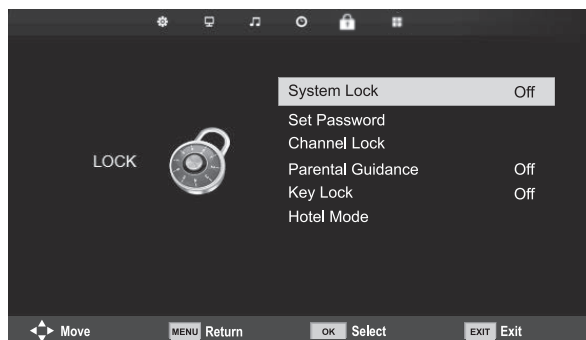 System Lock Off
Set Password
Channel Lock
LOCK
Parental Guidance Off
Key Lock Off
Hotel Mode
Move MENU Return OK Select EXIT Exit